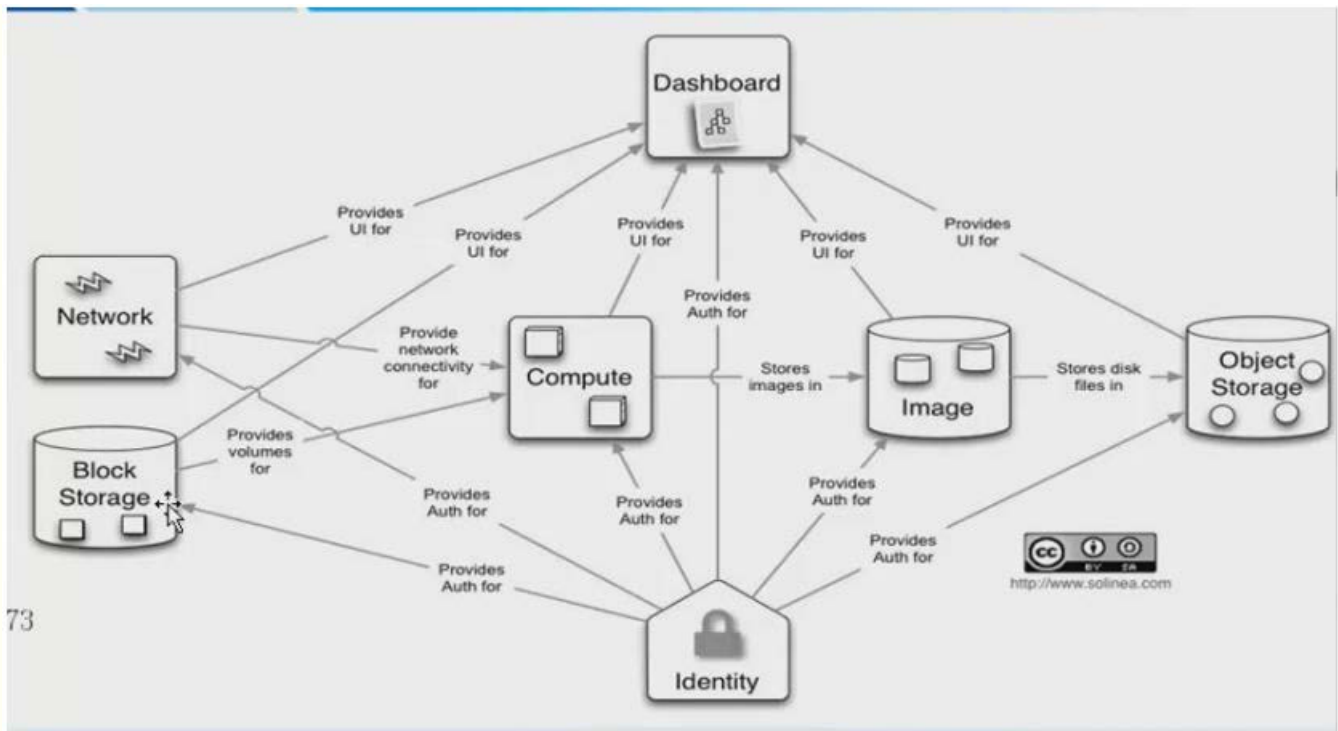 Dashboard
Provides
UI for
Provides
UI for
Provides
UI for
Provides
UI for
Provides
UI for
Network
Provides
Auth for
Provide
network
connectivity
for
Compute
Stores
images in
Image
Stores disk
files in
Object
Storage
Block
Storage
Provides
volumes
for
Provides
Auth for
Provides
Auth for
Provides
Auth for
Provides
Auth for
Provides
Auth for
cc
BY SA
http://www.solinea.com
73
Identity